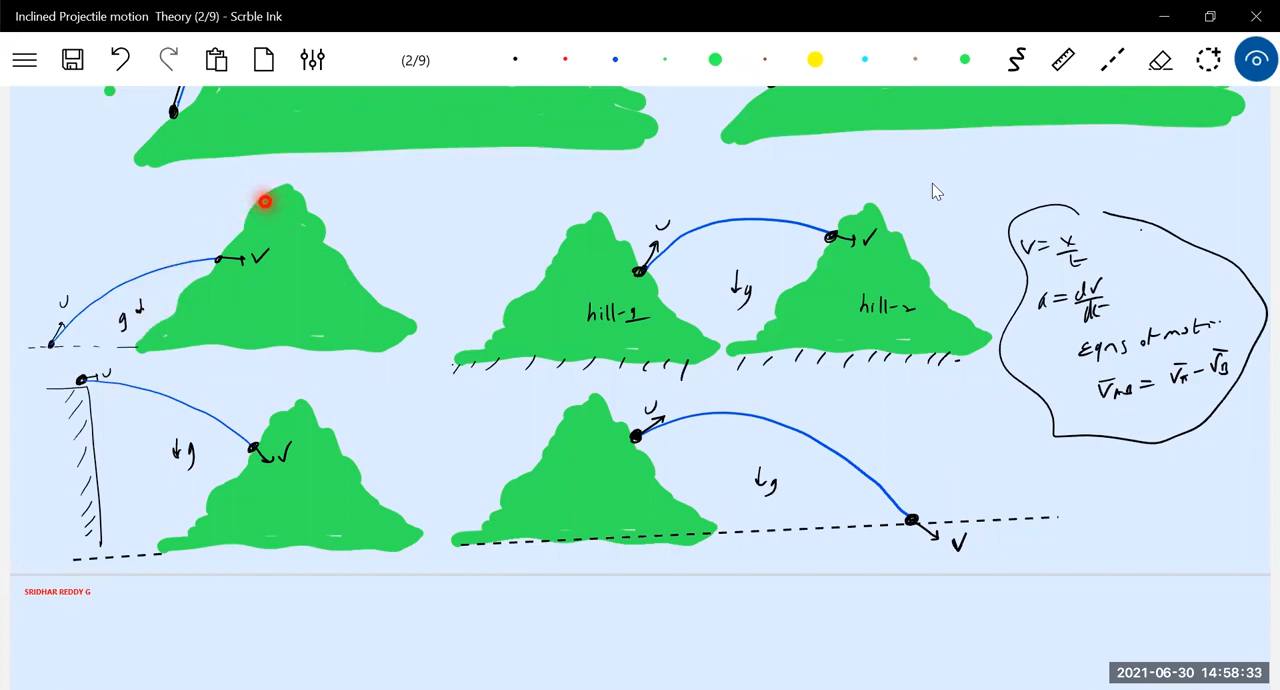 Inclined Projectile motion  Theory (2/9) - Scrble Ink
(2/9)
U
g
V
U
hill-1
g
V
hill-2
V = x/t
a = dV/dt
Eqns of moti..
V̅AB = V̅A - V̅B
U
g
V
U
g
V
SRIDHAR REDDY G
2021-06-30 14:58:33